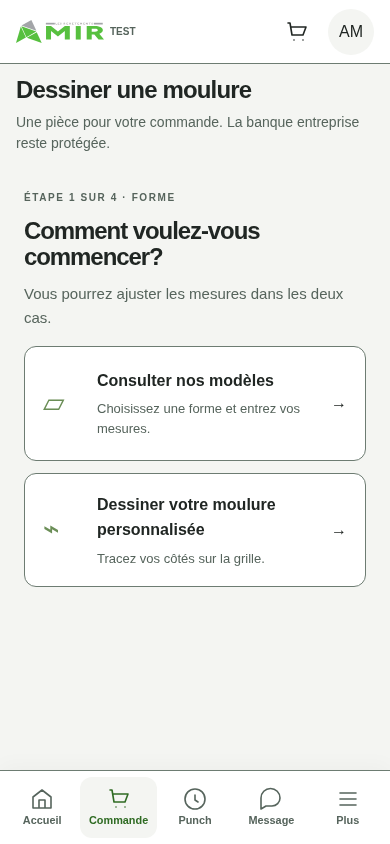 AMIR TEST
AM
Dessiner une moulure
Une pièce pour votre commande. La banque entreprise
reste protégée.
ÉTAPE 1 SUR 4 · FORME
Comment voulez-vous
commencer?
Vous pourrez ajuster les mesures dans les deux
cas.
Consulter nos modèles
Choisissez une forme et entrez vos
mesures.
→
Dessiner votre moulure
personnalisée
Tracez vos côtés sur la grille.
→
Accueil
Commande
Punch
Message
Plus